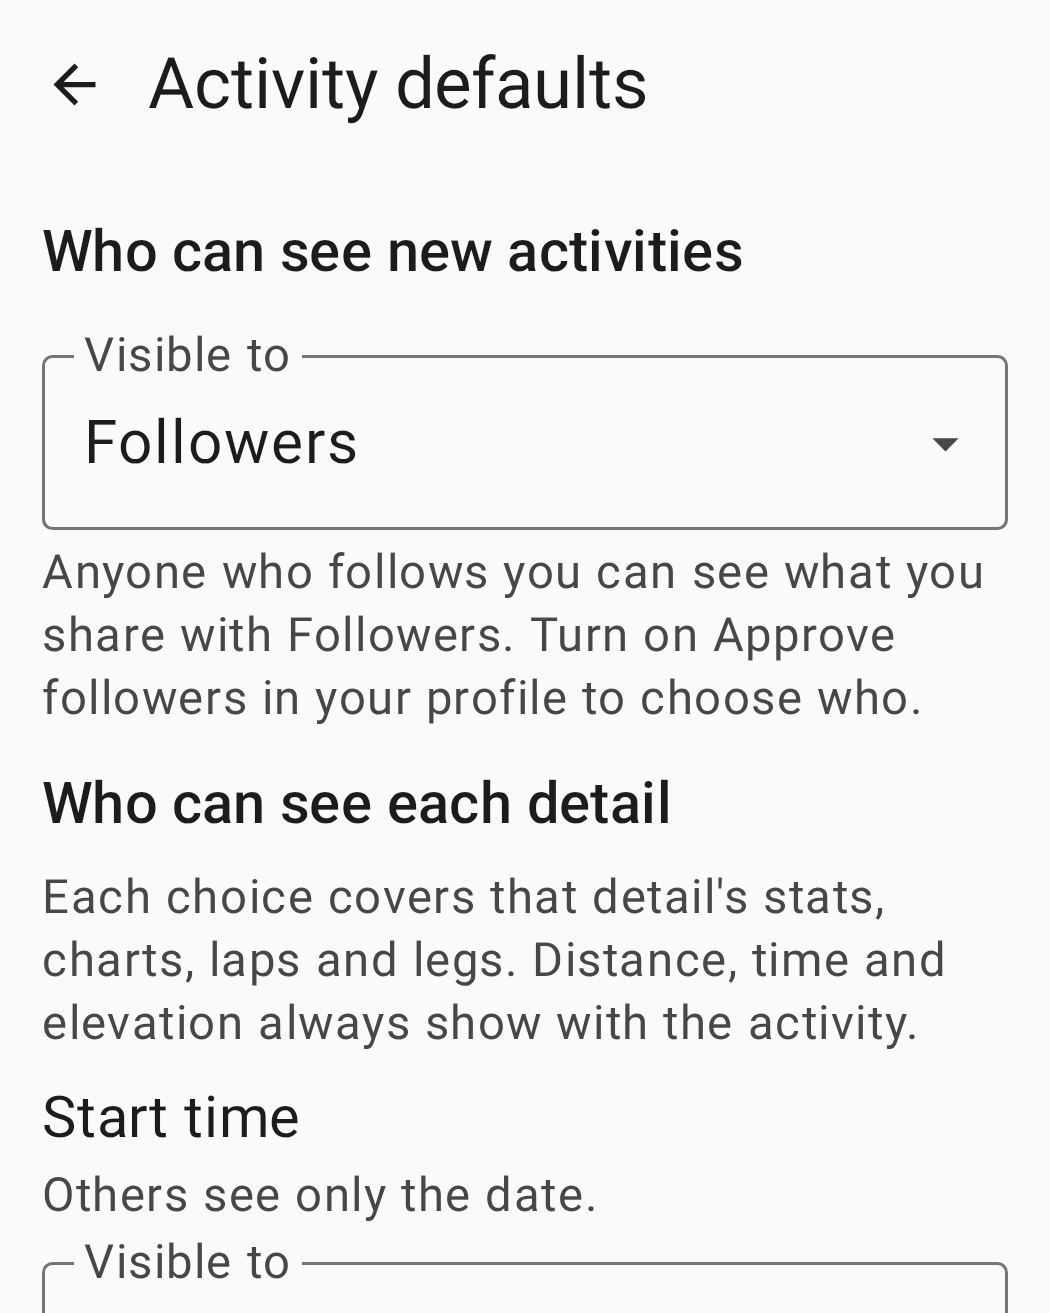 Activity defaults
Who can see new activities
Visible to
Followers
Anyone who follows you can see what you
share with Followers. Turn on Approve
followers in your profile to choose who.
Who can see each detail
Each choice covers that detail's stats,
charts, laps and legs. Distance, time and
elevation always show with the activity.
Start time
Others see only the date.
Visible to